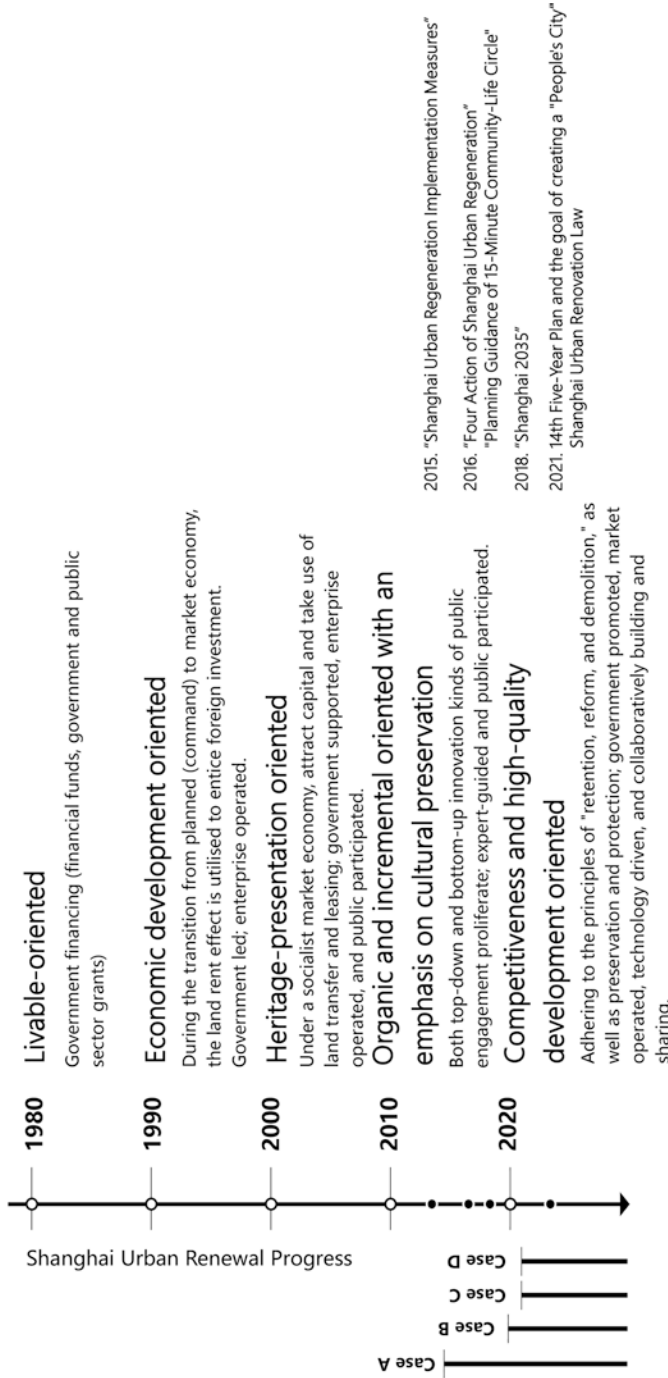 Shanghai Urban Renewal Progress
Case A
Case B
Case C
Case D
1980
Livable-oriented
Government financing (financial funds, government and public
sector grants)
1990
Economic development oriented
During the transition from planned (command) to market economy,
the land rent effect is utilised to entice foreign investment.
Government led; enterprise operated.
2000
Heritage-presentation oriented
Under a socialist market economy, attract capital and take use of
land transfer and leasing; government supported, enterprise
operated, and public participated.
2010
Organic and incremental oriented with an
emphasis on cultural preservation
Both top-down and bottom-up innovation kinds of public
engagement proliferate; expert-guided and public participated.
2020
Competitiveness and high-quality
development oriented
Adhering to the principles of "retention, reform, and demolition," as
well as preservation and protection; government promoted, market
operated, technology driven, and collaboratively building and
sharing.
2015. "Shanghai Urban Regeneration Implementation Measures"
2016. "Four Action of Shanghai Urban Regeneration"
"Planning Guidance of 15-Minute Community-Life Circle"
2018. "Shanghai 2035"
2021. 14th Five-Year Plan and the goal of creating a "People's City"
Shanghai Urban Renovation Law